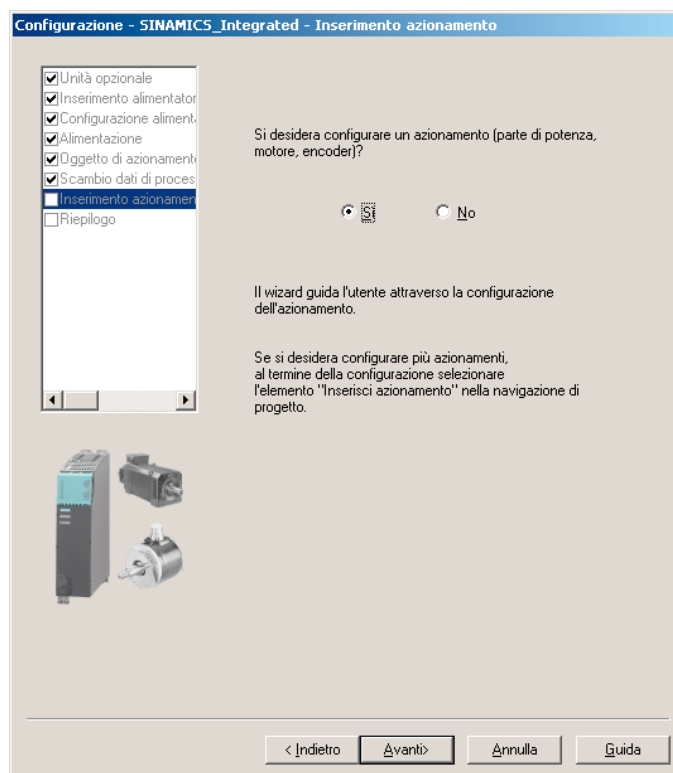 Configurazione - SINAMICS_Integrated - Inserimento azionamento
Unità opzionale
Inserimento alimentator
Configurazione aliment
Alimentazione
Oggetto di azionament
Scambio dati di proces
Inserimento azionamen
Riepilogo
Si desidera configurare un azionamento (parte di potenza,
motore, encoder)?
Sì
No
Il wizard guida l'utente attraverso la configurazione
dell'azionamento.
Se si desidera configurare più azionamenti,
al termine della configurazione selezionare
l'elemento "Inserisci azionamento" nella navigazione di
progetto.
< Indietro
Avanti>
Annulla
Guida